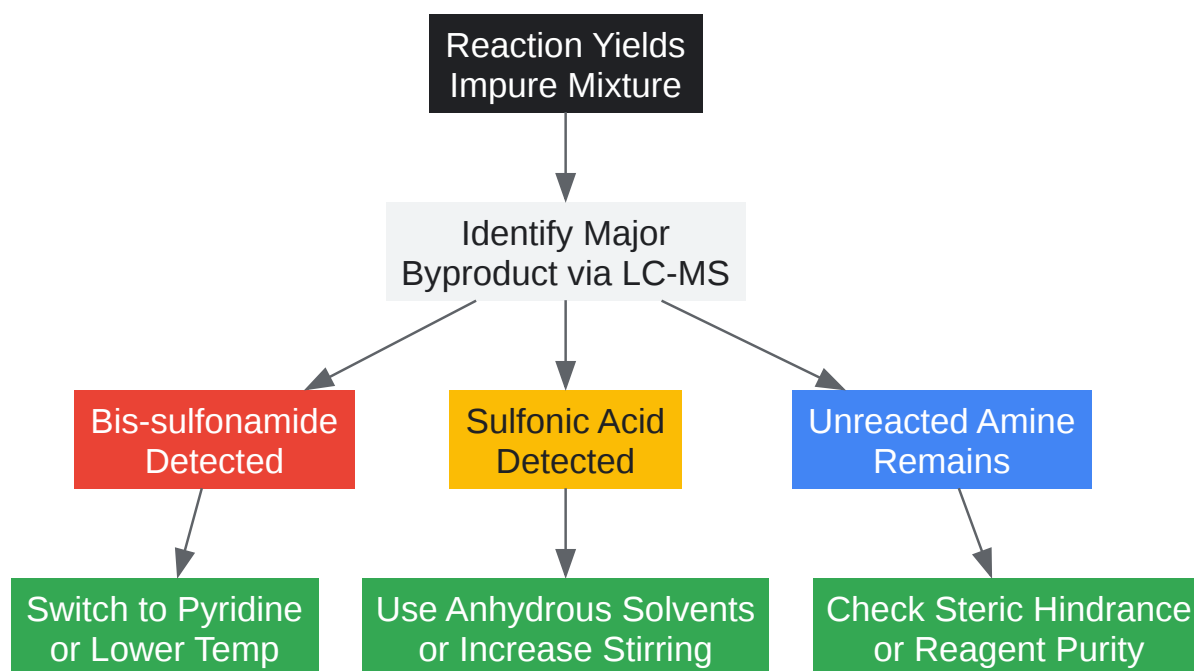 Reaction Yields
Impure Mixture
Identify Major
Byproduct via LC-MS
Bis-sulfonamide
Detected
Sulfonic Acid
Detected
Unreacted Amine
Remains
Switch to Pyridine
or Lower Temp
Use Anhydrous Solvents
or Increase Stirring
Check Steric Hindrance
or Reagent Purity